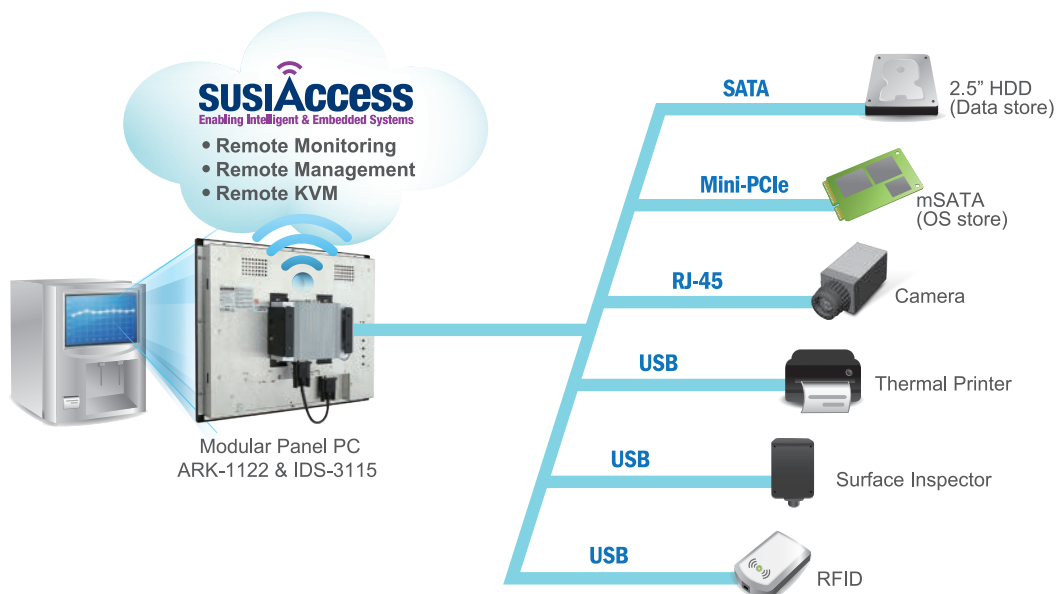 SUSIACCESS
Enabling Intelligent & Embedded Systems
• Remote Monitoring
• Remote Management
• Remote KVM
Modular Panel PC
ARK-1122 & IDS-3115
SATA
2.5” HDD
(Data store)
Mini-PCIe
mSATA
(OS store)
RJ-45
Camera
USB
Thermal Printer
USB
Surface Inspector
USB
RFID